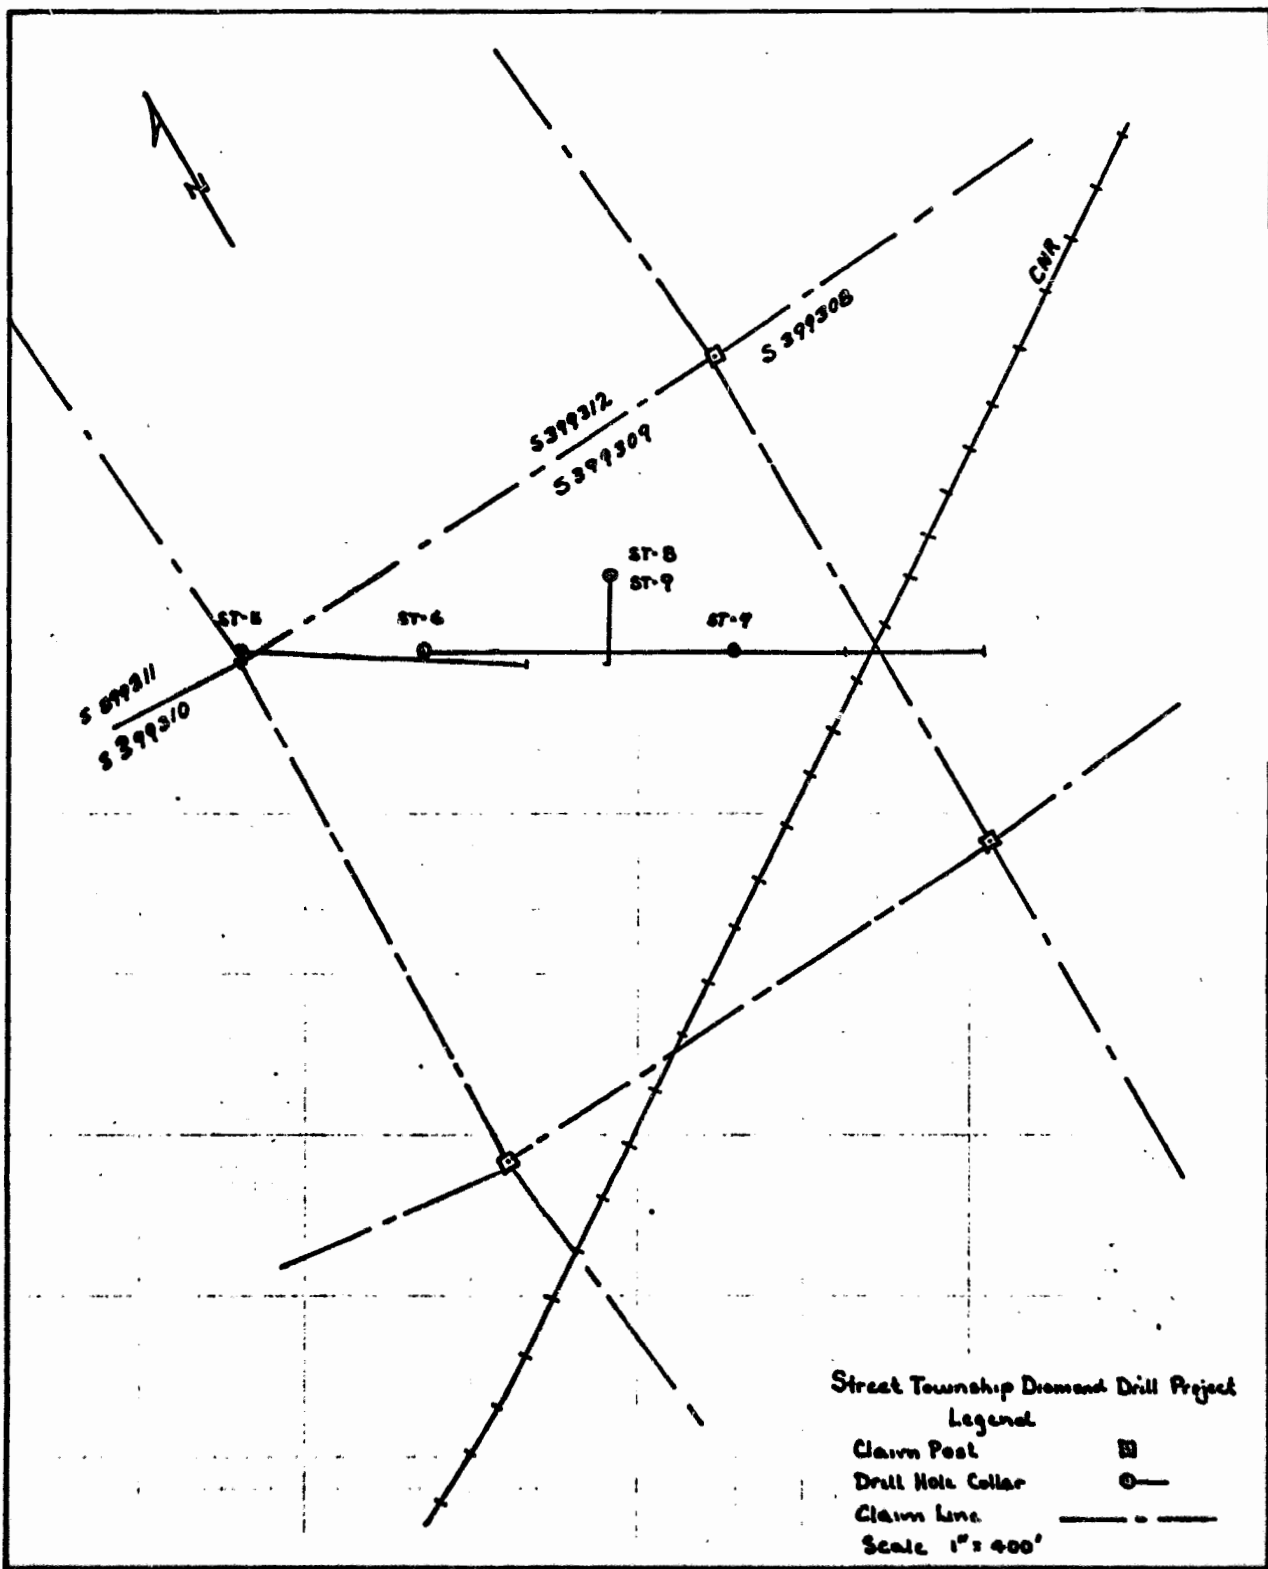 N
CNR
S 399308
S399312
S399309
ST-8
ST-9
ST-5
ST-6
ST-7
S 399311
S 399310
Street Township Diamond Drill Project
Legend
Claim Post
Drill Hole Collar
Claim Line
Scale 1" = 400'